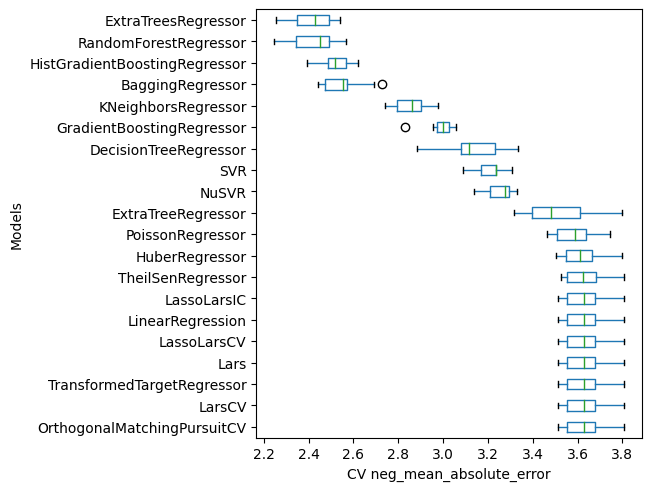 ExtraTreesRegressor
RandomForestRegressor
HistGradientBoostingRegressor
BaggingRegressor
KNeighborsRegressor
GradientBoostingRegressor
DecisionTreeRegressor
SVR
NuSVR
ExtraTreeRegressor
PoissonRegressor
HuberRegressor
TheilSenRegressor
LassoLarsIC
LinearRegression
LassoLarsCV
Lars
TransformedTargetRegressor
LarsCV
OrthogonalMatchingPursuitCV
Models
2.2 2.4 2.6 2.8 3.0 3.2 3.4 3.6 3.8
CV neg_mean_absolute_error